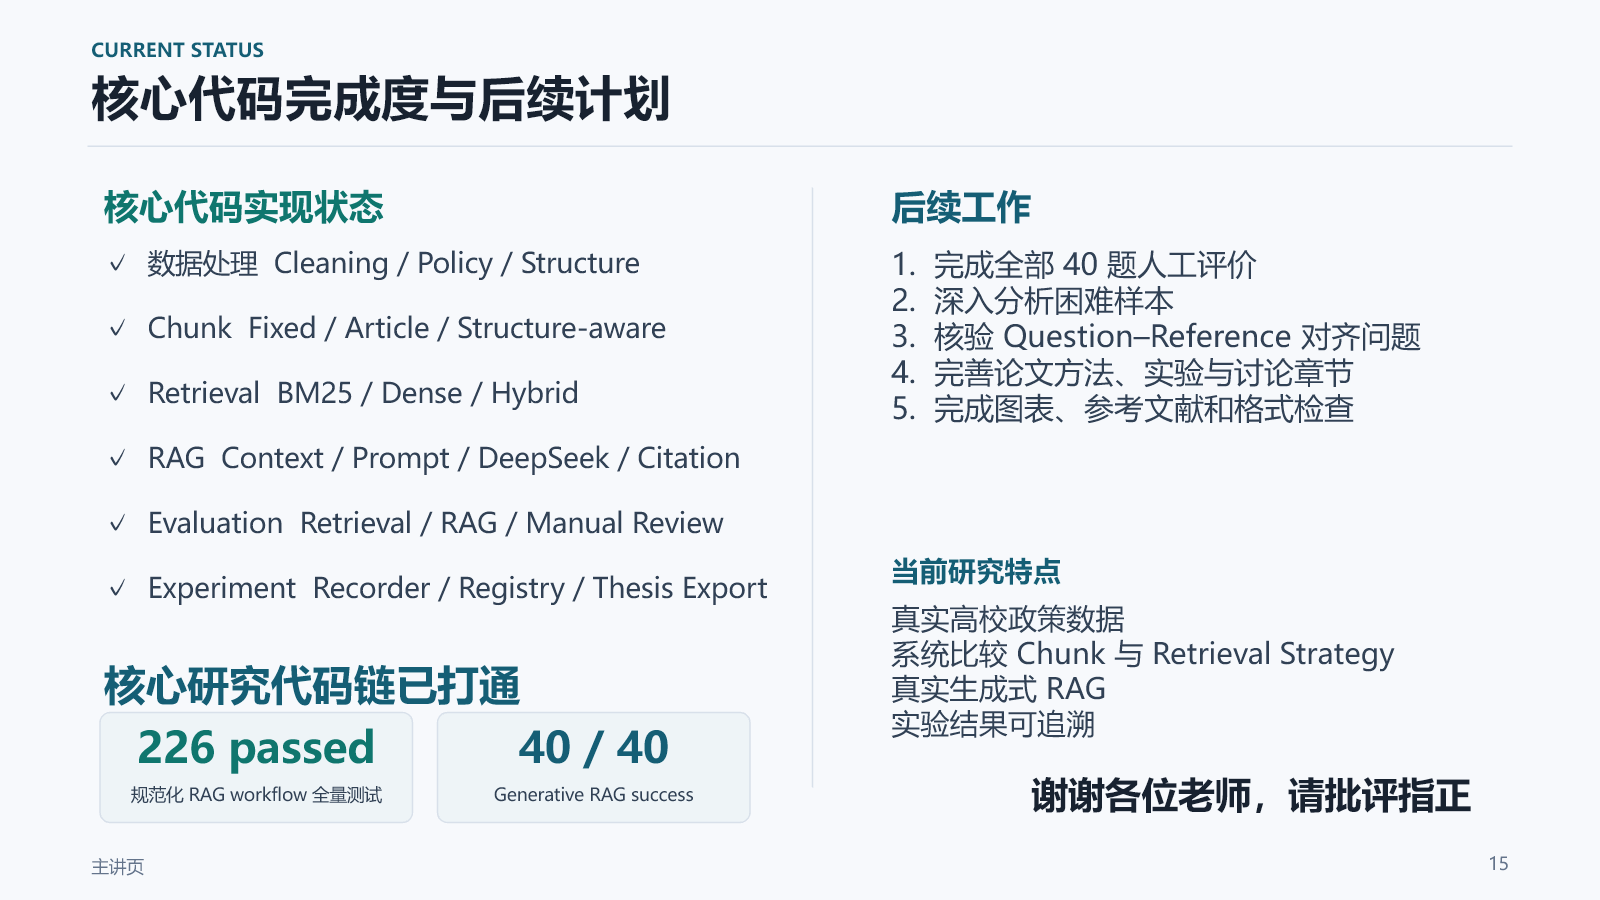 CURRENT STATUS
核心代码完成度与后续计划
核心代码实现状态
✓ 数据处理 Cleaning / Policy / Structure
✓ Chunk Fixed / Article / Structure-aware
✓ Retrieval BM25 / Dense / Hybrid
✓ RAG Context / Prompt / DeepSeek / Citation
✓ Evaluation Retrieval / RAG / Manual Review
✓ Experiment Recorder / Registry / Thesis Export
核心研究代码链已打通
226 passed
规范化 RAG workflow 全量测试
40 / 40
Generative RAG success
后续工作
1. 完成全部 40 题人工评价
2. 深入分析困难样本
3. 核验 Question–Reference 对齐问题
4. 完善论文方法、实验与讨论章节
5. 完成图表、参考文献和格式检查
当前研究特点
真实高校政策数据
系统比较 Chunk 与 Retrieval Strategy
真实生成式 RAG
实验结果可追溯
谢谢各位老师，请批评指正
主讲页
15